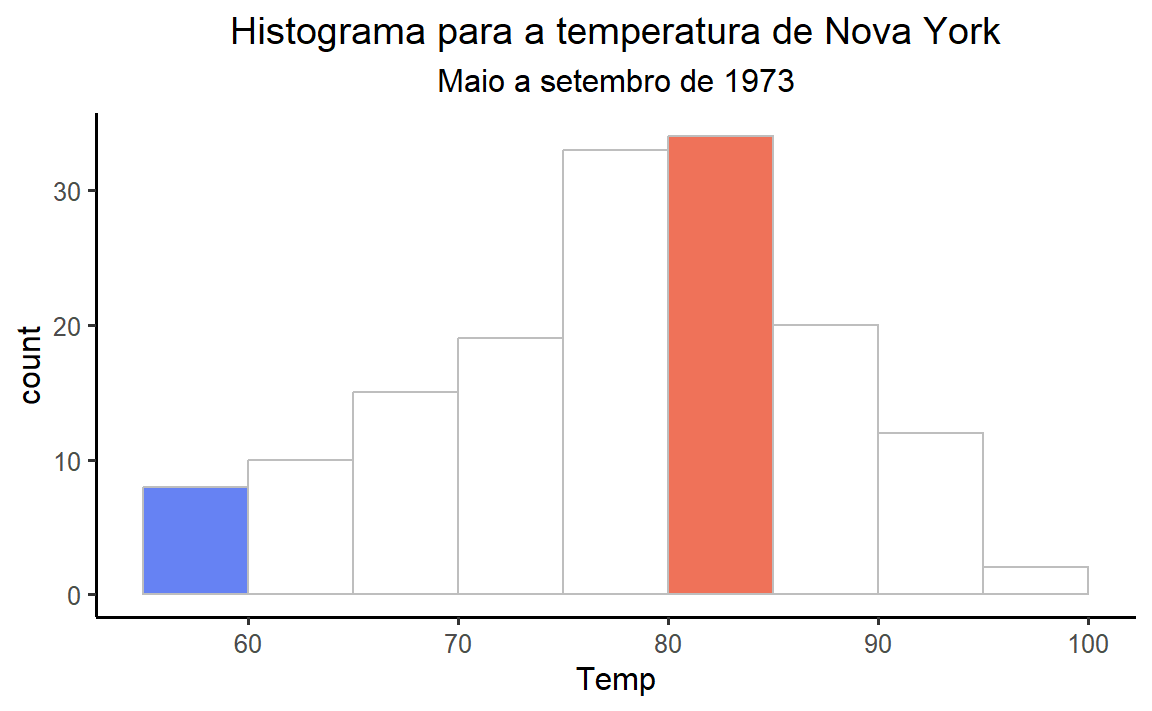 Histograma para a temperatura de Nova York
Maio a setembro de 1973
count
30
20
10
0
60 70 80 90 100
Temp